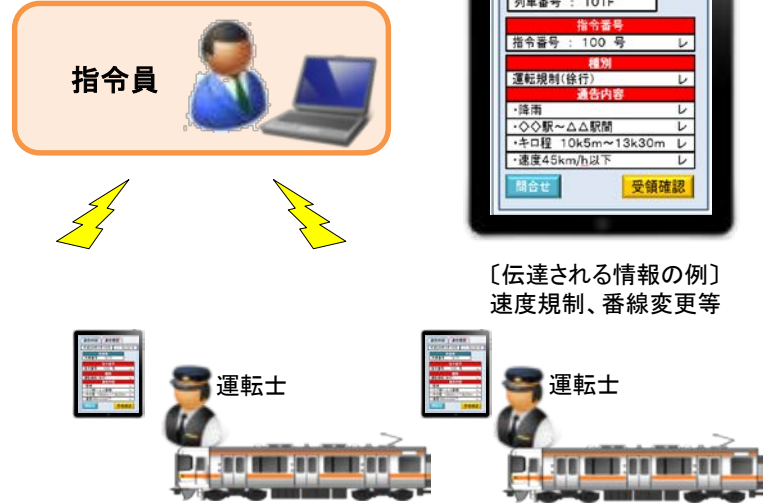 列車番号 : 101F
指令番号
指令番号 : 100 号 レ
種別
運転規制(徐行) レ
通告内容
・降雨 レ
・◇◇駅～△△駅間 レ
・キロ程 10k5m～13k30m レ
・速度45km/h以下 レ
問合せ 受領確認
指令員
〔伝達される情報の例〕
速度規制、番線変更等
運転士
運転士